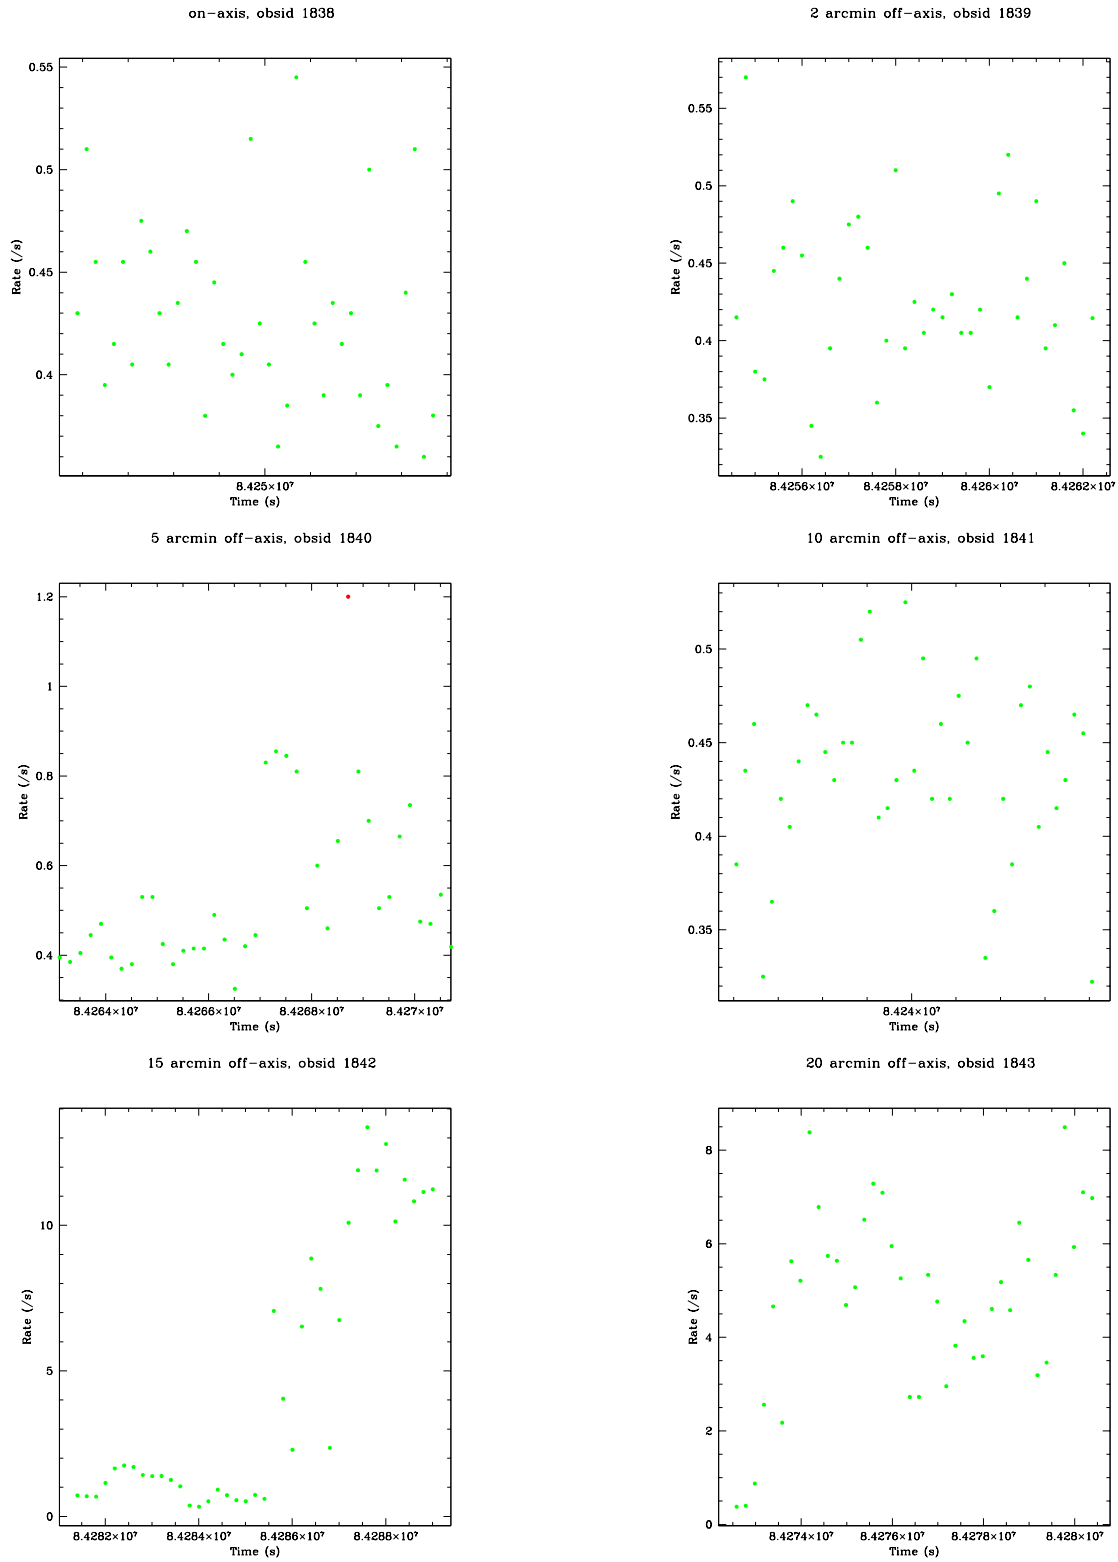 on-axis, obsid 1838
0.55
0.5
0.45
0.4
Rate (/s)
8.425×10⁷
Time (s)
2 arcmin off-axis, obsid 1839
0.55
0.5
0.45
0.4
0.35
Rate (/s)
8.4256×10⁷ 8.4258×10⁷ 8.426×10⁷ 8.4262×10⁷
Time (s)
5 arcmin off-axis, obsid 1840
1.2
1
0.8
0.6
0.4
Rate (/s)
8.4264×10⁷ 8.4266×10⁷ 8.4268×10⁷ 8.427×10⁷
Time (s)
10 arcmin off-axis, obsid 1841
0.5
0.45
0.4
0.35
Rate (/s)
8.424×10⁷
Time (s)
15 arcmin off-axis, obsid 1842
10
5
0
Rate (/s)
8.4282×10⁷ 8.4284×10⁷ 8.4286×10⁷ 8.4288×10⁷
Time (s)
20 arcmin off-axis, obsid 1843
8
6
4
2
0
Rate (/s)
8.4274×10⁷ 8.4276×10⁷ 8.4278×10⁷ 8.428×10⁷
Time (s)